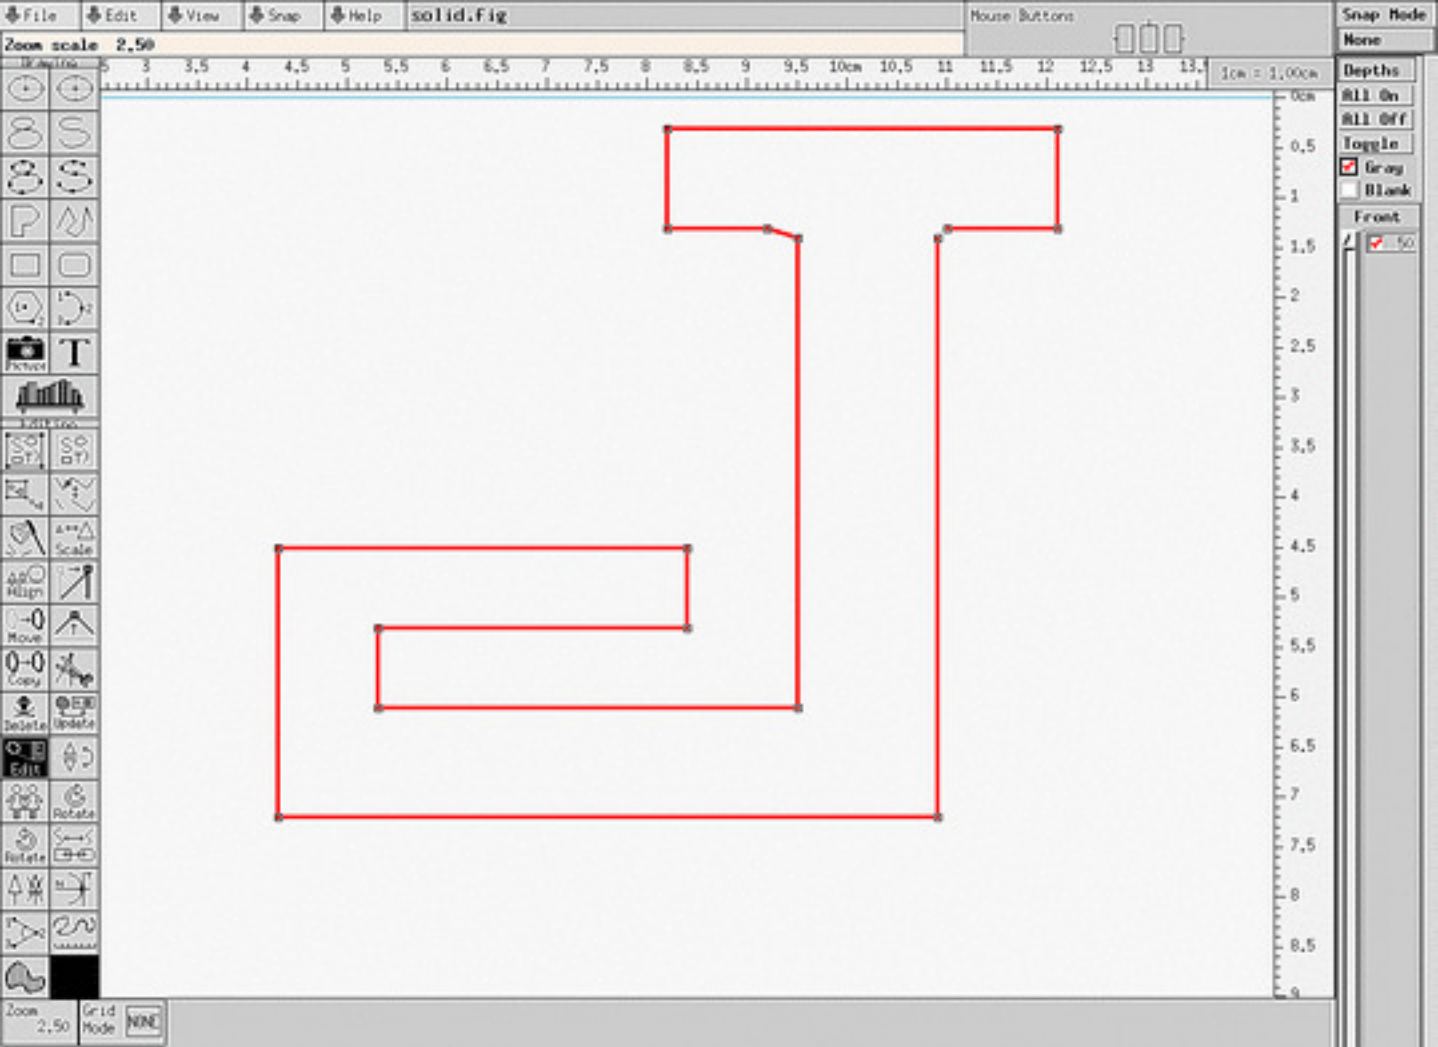 File Edit View Snap Help solid.fig
Mouse Buttons
Snap Mode
None
Zoom scale 2.50
Drawing
5 3 3.5 4 4.5 5 5.5 6 6.5 7 7.5 8 8.5 9 9.5 10cm 10.5 11 11.5 12 12.5 13 13.
1cm = 1.00cm
Depths
All On
All Off
Toggle
Gray
Blank
Front
50
0cm
0.5
1
1.5
2
2.5
3
3.5
4
4.5
5
5.5
6
6.5
7
7.5
8
8.5
9
Picture
T
Editing
Scale
Align
Move
Copy
Delete Update
Edit
Rotate
Rotate
Zoom
2.50
Grid
Mode
NONE